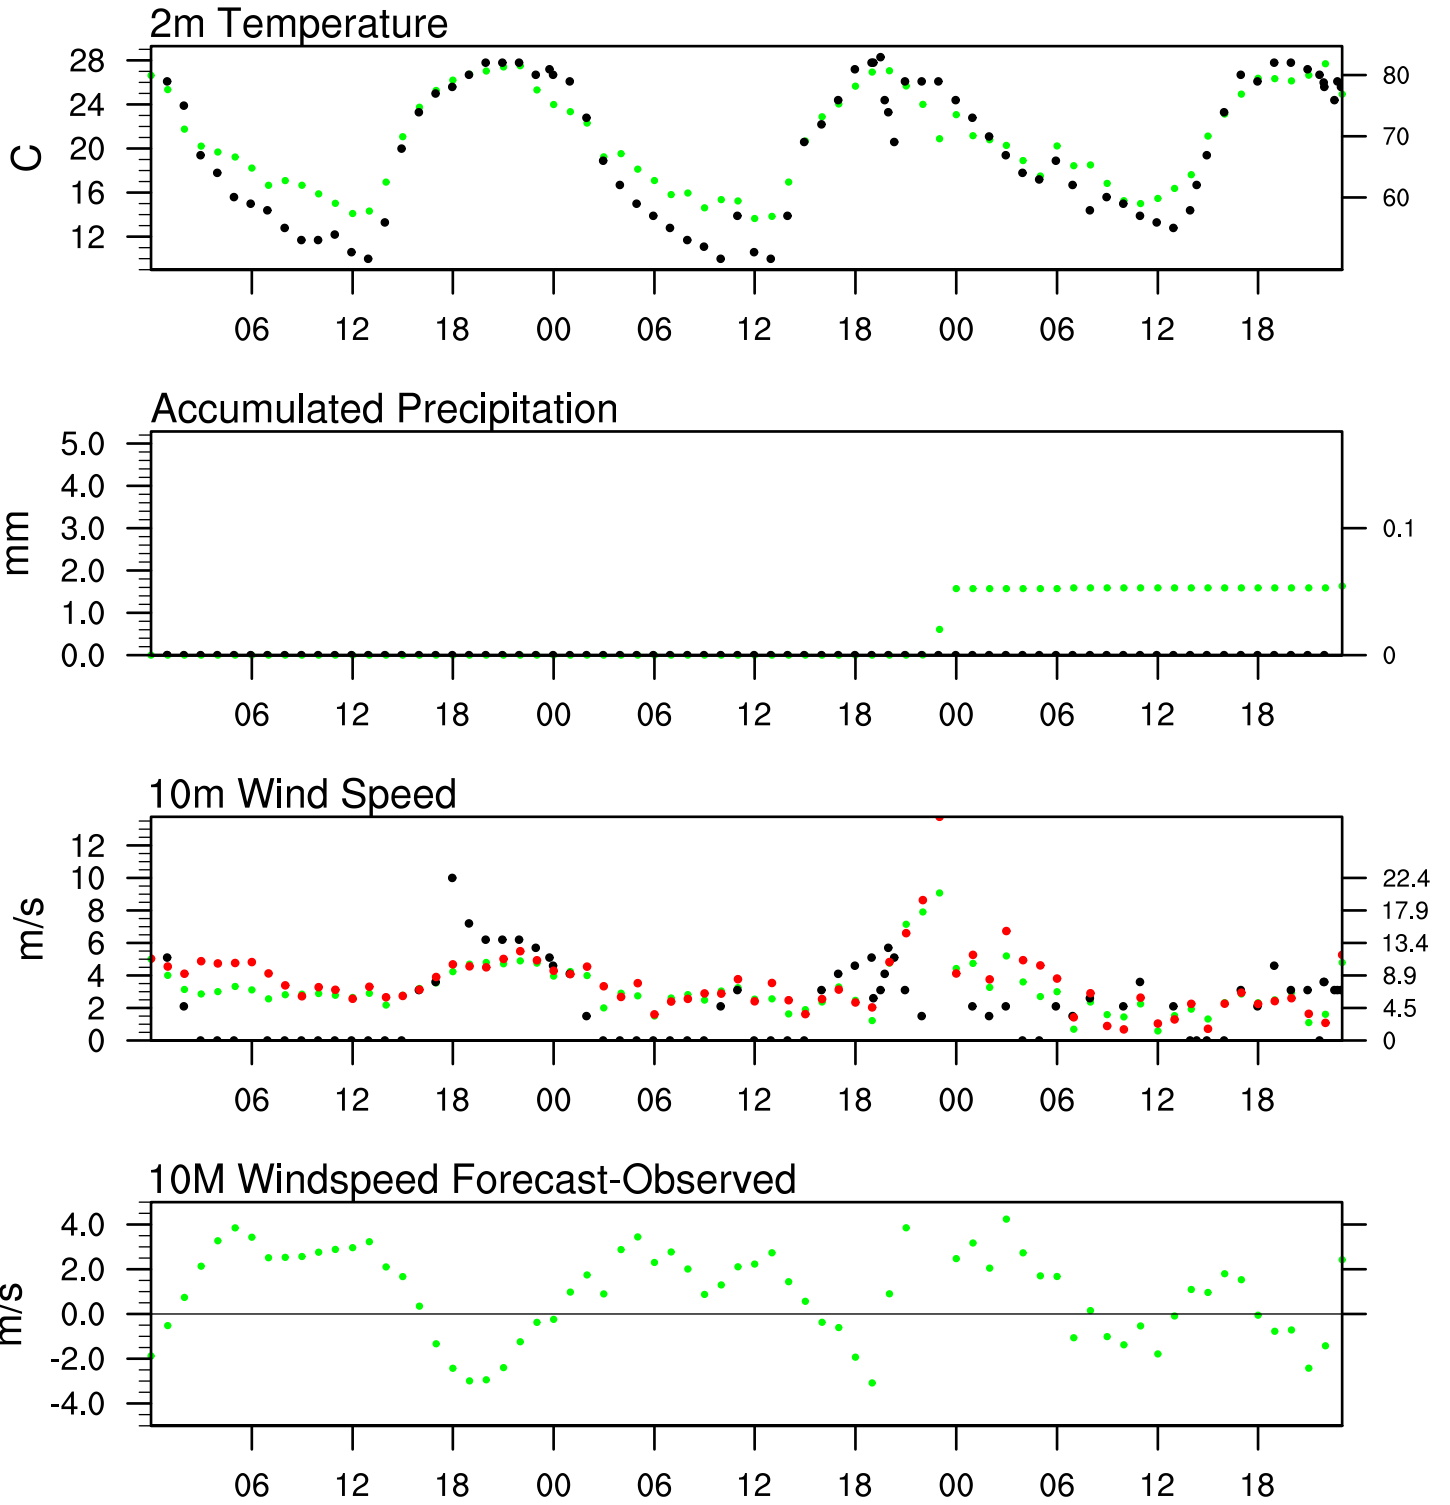 2m Temperature
28
24
20
16
12
C
80
70
60
06 12 18 00 06 12 18 00 06 12 18
Accumulated Precipitation
5.0
4.0
3.0
2.0
1.0
0.0
mm
0.1
0
06 12 18 00 06 12 18 00 06 12 18
10m Wind Speed
12
10
8
6
4
2
0
m/s
22.4
17.9
13.4
8.9
4.5
0
06 12 18 00 06 12 18 00 06 12 18
10M Windspeed Forecast-Observed
4.0
2.0
0.0
-2.0
-4.0
m/s
06 12 18 00 06 12 18 00 06 12 18